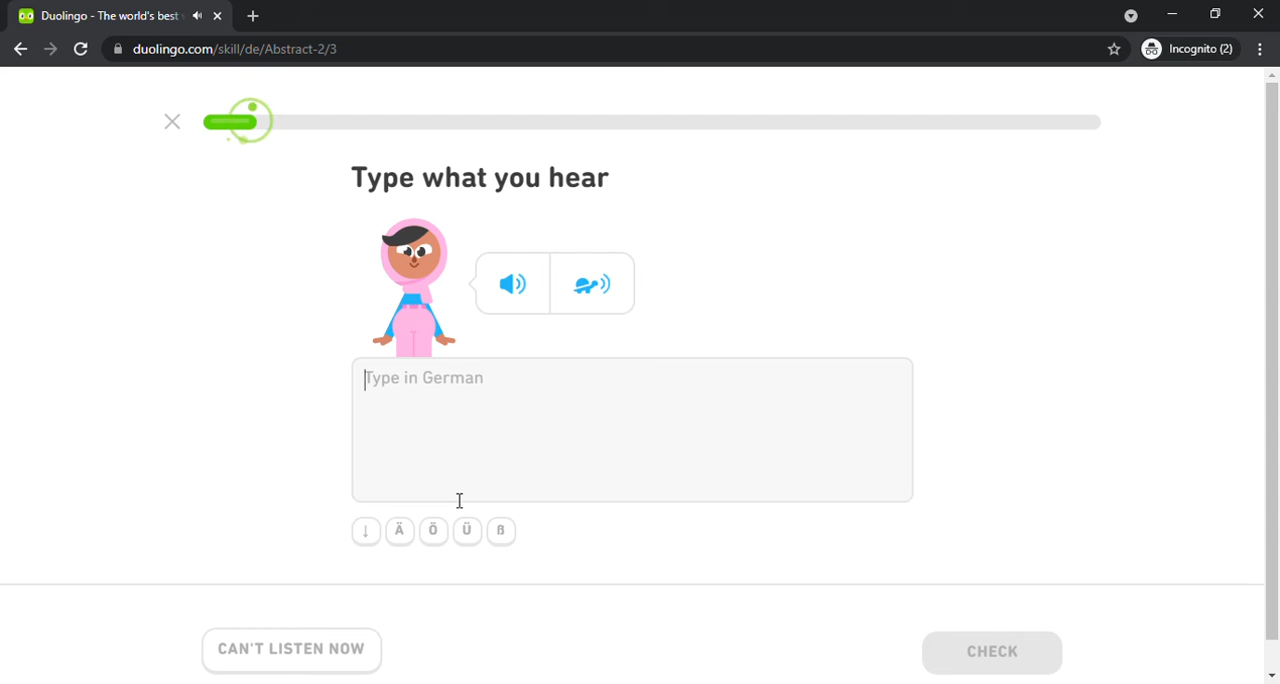 Duolingo - The world's best
duolingo.com/skill/de/Abstract-2/3
Incognito (2)
Type what you hear
Type in German
↓ Ä Ö Ü ß
CAN'T LISTEN NOW
CHECK